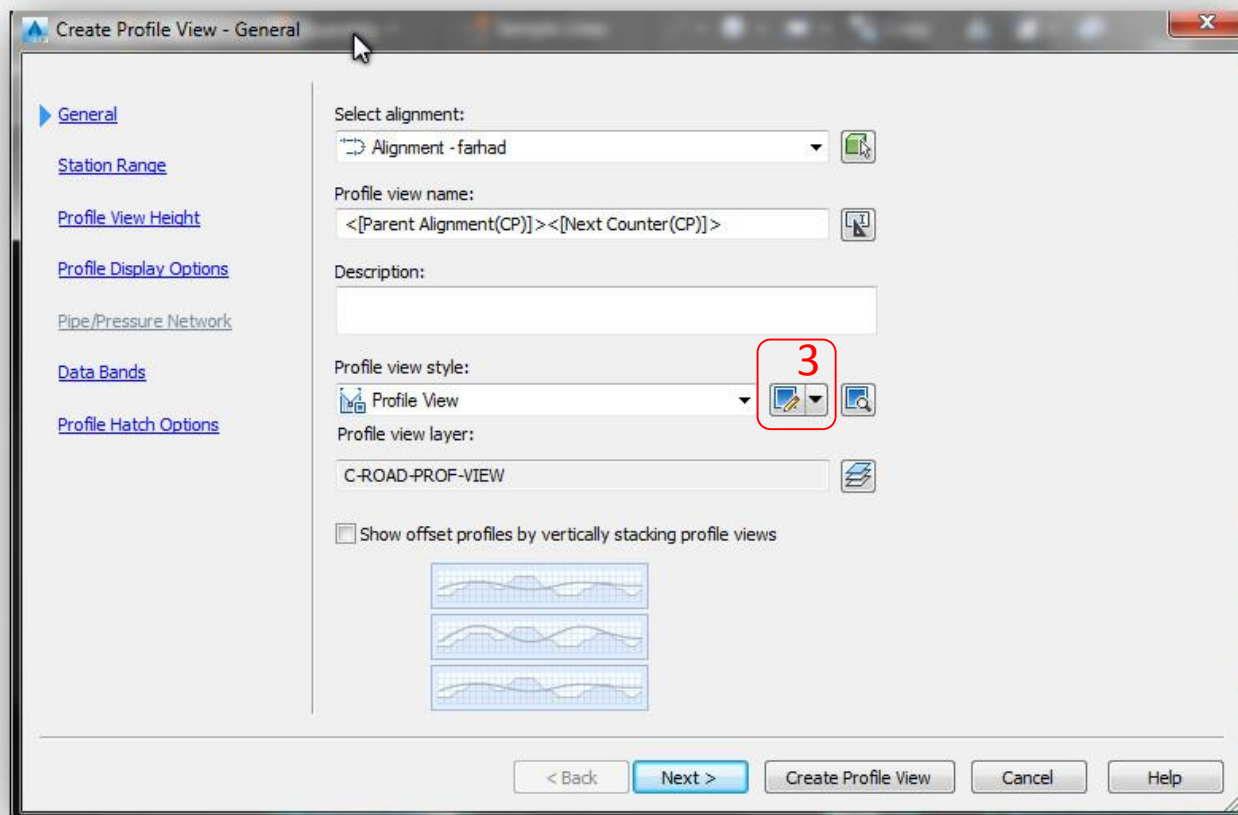 Create Profile View - General
General
Station Range
Profile View Height
Profile Display Options
Pipe/Pressure Network
Data Bands
Profile Hatch Options
Select alignment:
Alignment - farhad
Profile view name:
<[Parent Alignment(CP)]><[Next Counter(CP)]>
Description:
Profile view style:
3
Profile View
Profile view layer:
C-ROAD-PROF-VIEW
Show offset profiles by vertically stacking profile views
< Back Next > Create Profile View Cancel Help